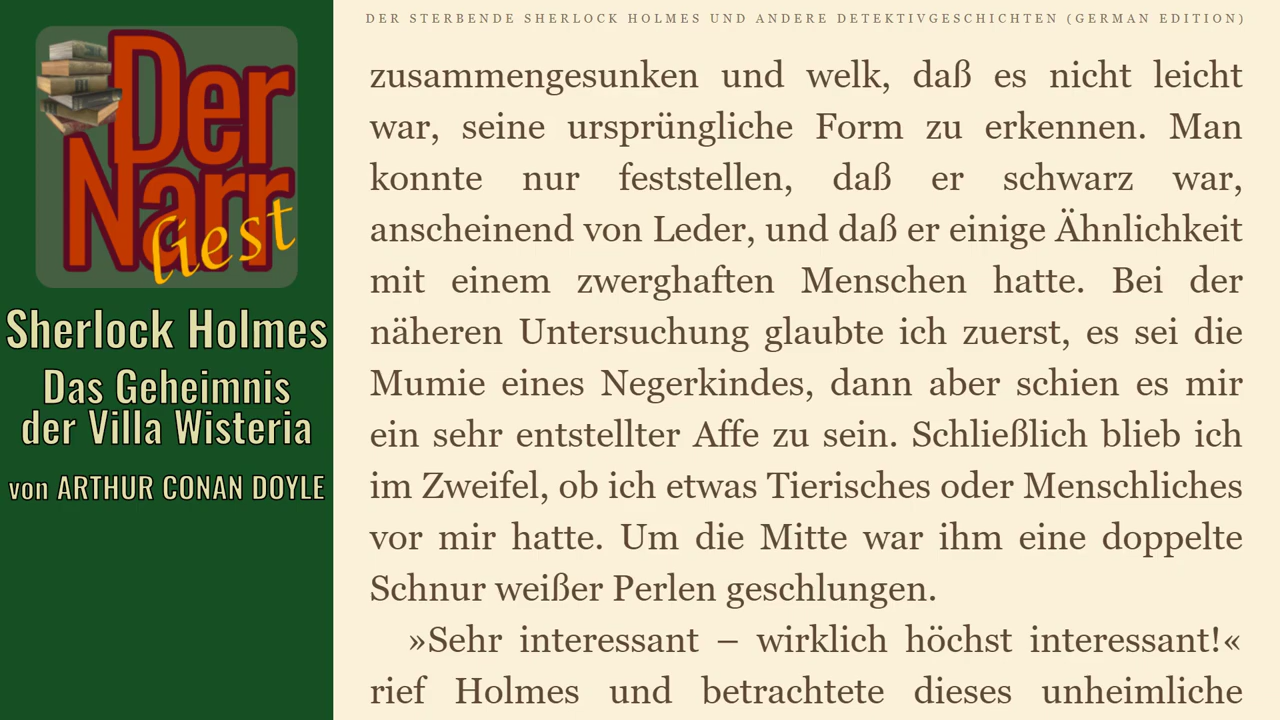 Der
Narr
liest
Sherlock Holmes
Das Geheimnis
der Villa Wisteria
von ARTHUR CONAN DOYLE
DER STERBENDE SHERLOCK HOLMES UND ANDERE DETEKTIVGESCHICHTEN (GERMAN EDITION)
zusammengesunken und welk, daß es nicht leicht
war, seine ursprüngliche Form zu erkennen. Man
konnte nur feststellen, daß er schwarz war,
anscheinend von Leder, und daß er einige Ähnlichkeit
mit einem zwerghaften Menschen hatte. Bei der
näheren Untersuchung glaubte ich zuerst, es sei die
Mumie eines Negerkindes, dann aber schien es mir
ein sehr entstellter Affe zu sein. Schließlich blieb ich
im Zweifel, ob ich etwas Tierisches oder Menschliches
vor mir hatte. Um die Mitte war ihm eine doppelte
Schnur weißer Perlen geschlungen.
»Sehr interessant – wirklich höchst interessant!«
rief Holmes und betrachtete dieses unheimliche